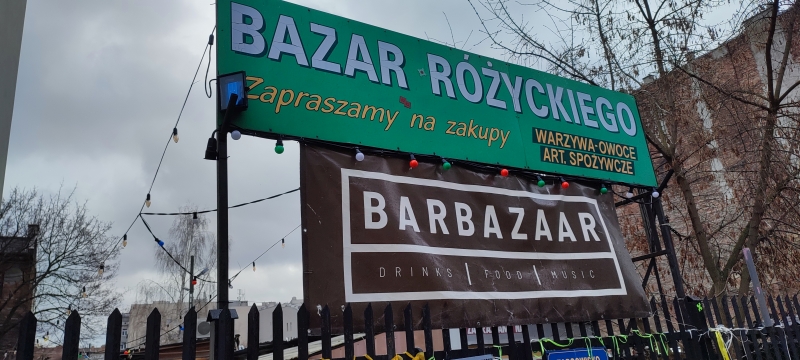 BAZAR RÓŻYCKIEGO
Zapraszamy na zakupy
WARZYWA-OWOCE
ART. SPOŻYWCZE
BARBAZAAR
DRINKS | FOOD | MUSIC